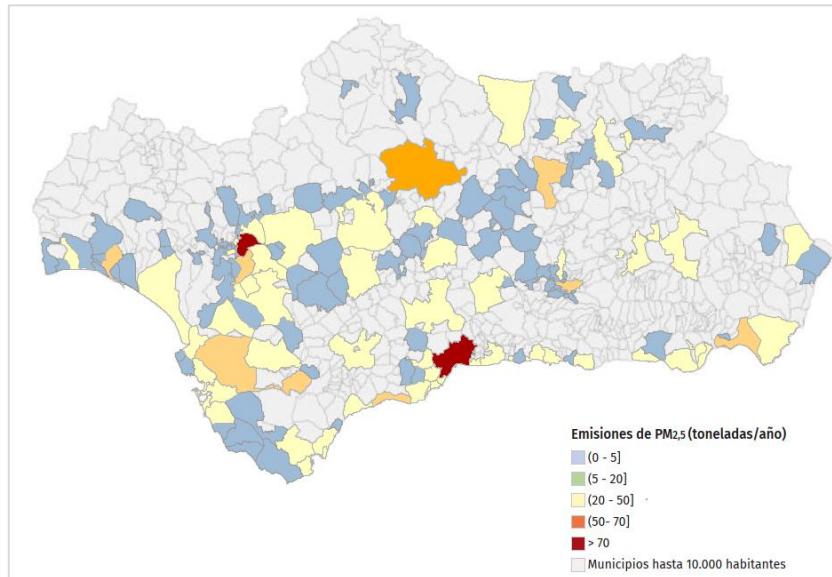 Emisiones de PM2,5 (toneladas/año)
(0 - 5]
(5 - 20]
(20 - 50]
(50- 70]
> 70
Municipios hasta 10.000 habitantes